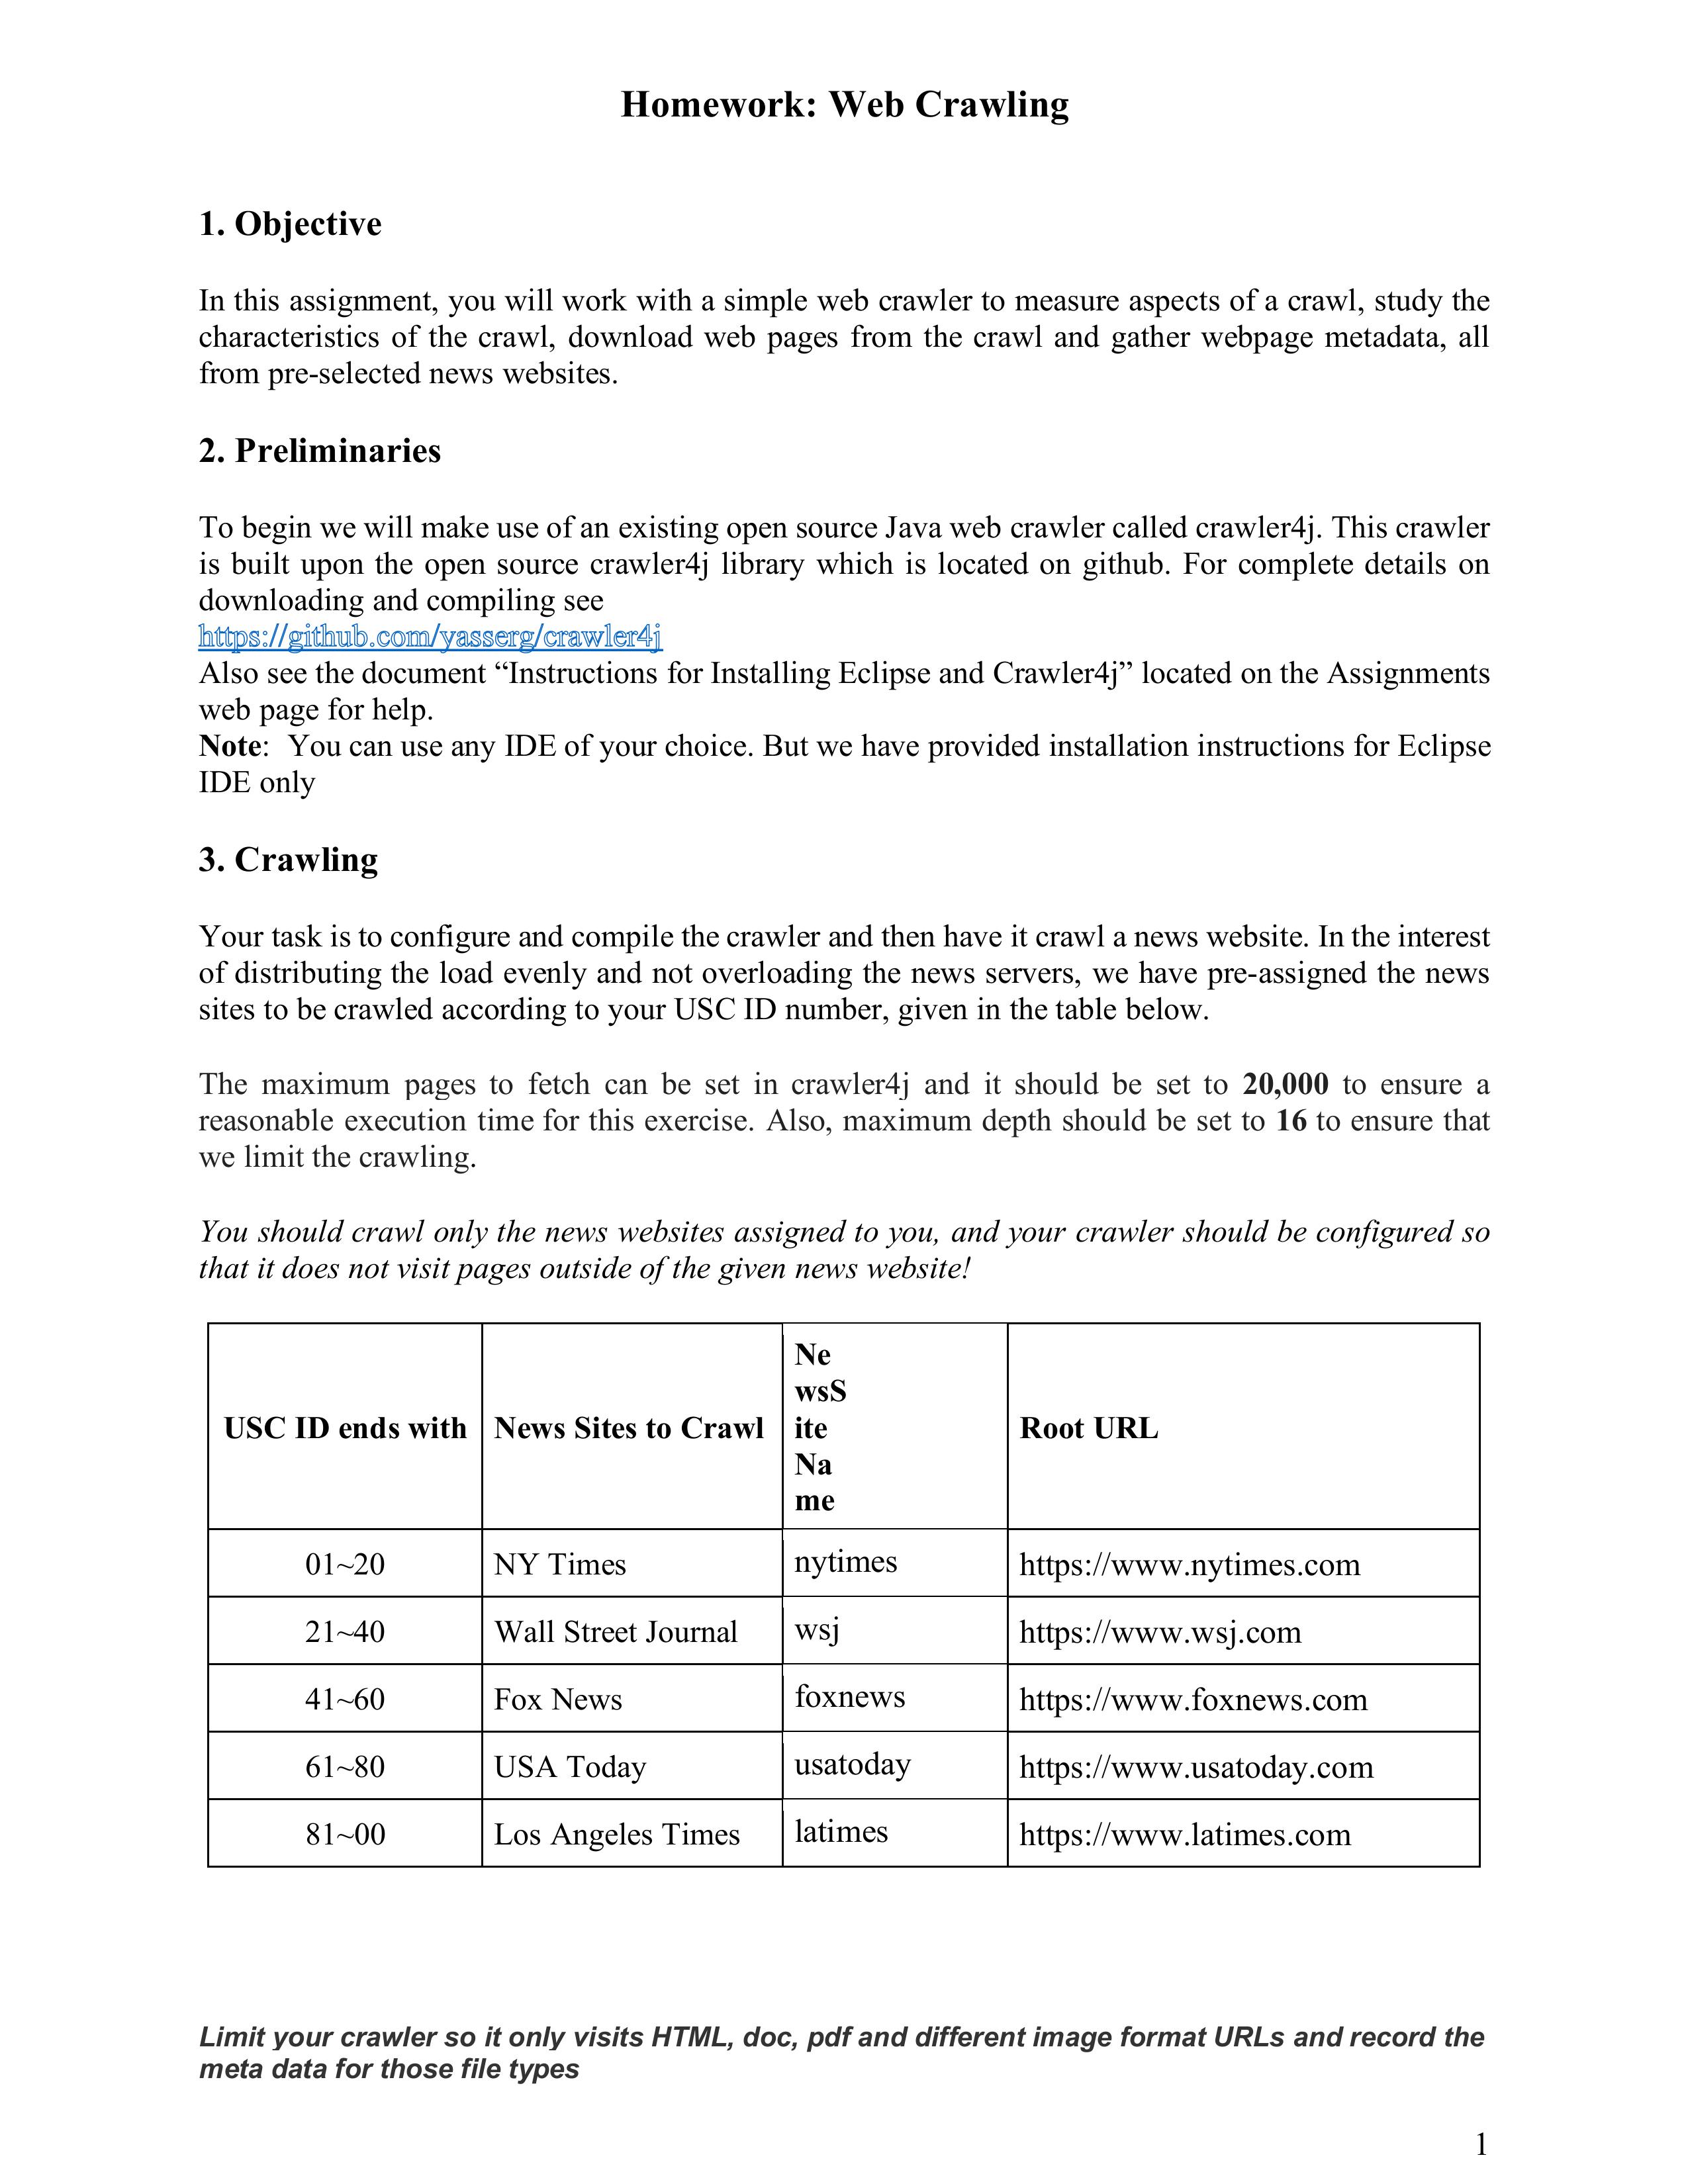 Homework: Web Crawling
1. Objective
In this assignment, you will work with a simple web crawler to measure aspects of a crawl, study the
characteristics of the crawl, download web pages from the crawl and gather webpage metadata, all
from pre-selected news websites.
2. Preliminaries
To begin we will make use of an existing open source Java web crawler called crawler4j. This crawler
is built upon the open source crawler4j library which is located on github. For complete details on
downloading and compiling see
https://github.com/yasserg/crawler4j
Also see the document “Instructions for Installing Eclipse and Crawler4j” located on the Assignments
web page for help.
Note: You can use any IDE of your choice. But we have provided installation instructions for Eclipse
IDE only
3. Crawling
Your task is to configure and compile the crawler and then have it crawl a news website. In the interest
of distributing the load evenly and not overloading the news servers, we have pre-assigned the news
sites to be crawled according to your USC ID number, given in the table below.
The maximum pages to fetch can be set in crawler4j and it should be set to 20,000 to ensure a
reasonable execution time for this exercise. Also, maximum depth should be set to 16 to ensure that
we limit the crawling.
You should crawl only the news websites assigned to you, and your crawler should be configured so
that it does not visit pages outside of the given news website!
USC ID ends with
News Sites to Crawl
Ne
wsS
ite
Na
me
Root URL
01~20 NY Times nytimes https://www.nytimes.com
21~40 Wall Street Journal wsj https://www.wsj.com
41~60 Fox News foxnews https://www.foxnews.com
61~80 USA Today usatoday https://www.usatoday.com
81~00 Los Angeles Times latimes https://www.latimes.com
Limit your crawler so it only visits HTML, doc, pdf and different image format URLs and record the
meta data for those file types
1